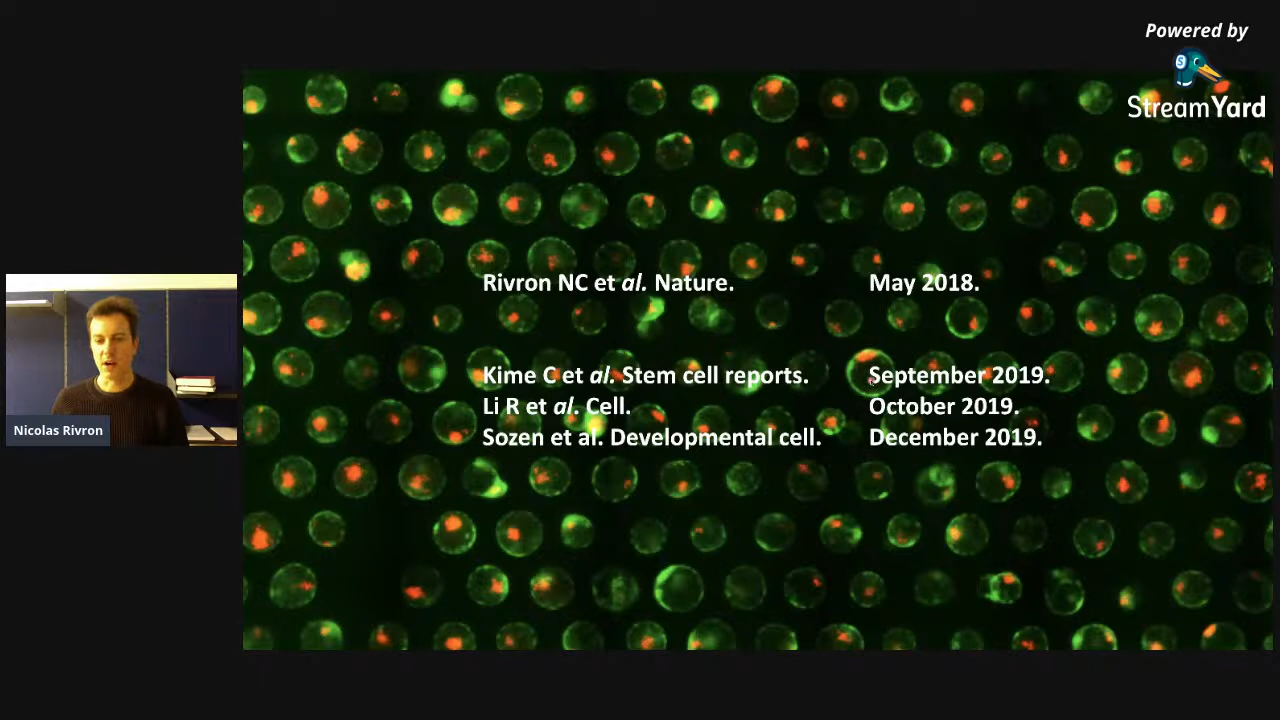 Powered by
StreamYard
Rivron NC et al. Nature. May 2018.
Kime C et al. Stem cell reports. September 2019.
Li R et al. Cell. October 2019.
Sozen et al. Developmental cell. December 2019.
Nicolas Rivron